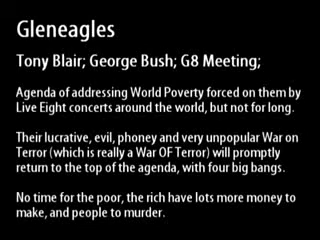 Gleneagles
Tony Blair; George Bush; G8 Meeting;
Agenda of addressing World Poverty forced on them by
Live Eight concerts around the world, but not for long.
Their lucrative, evil, phoney and very unpopular War on
Terror (which is really a War OF Terror) will promptly
return to the top of the agenda, with four big bangs.
No time for the poor, the rich have lots more money to
make, and people to murder.